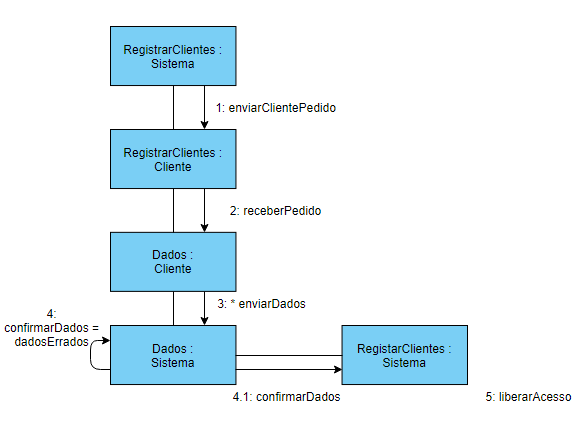 RegistrarClientes :
Sistema
1: enviarClientePedido
RegistrarClientes :
Cliente
2: receberPedido
Dados :
Cliente
3: * enviarDados
4:
confirmarDados =
dadosErrados
Dados :
Sistema
RegistarClientes :
Sistema
4.1: confirmarDados
5: liberarAcesso